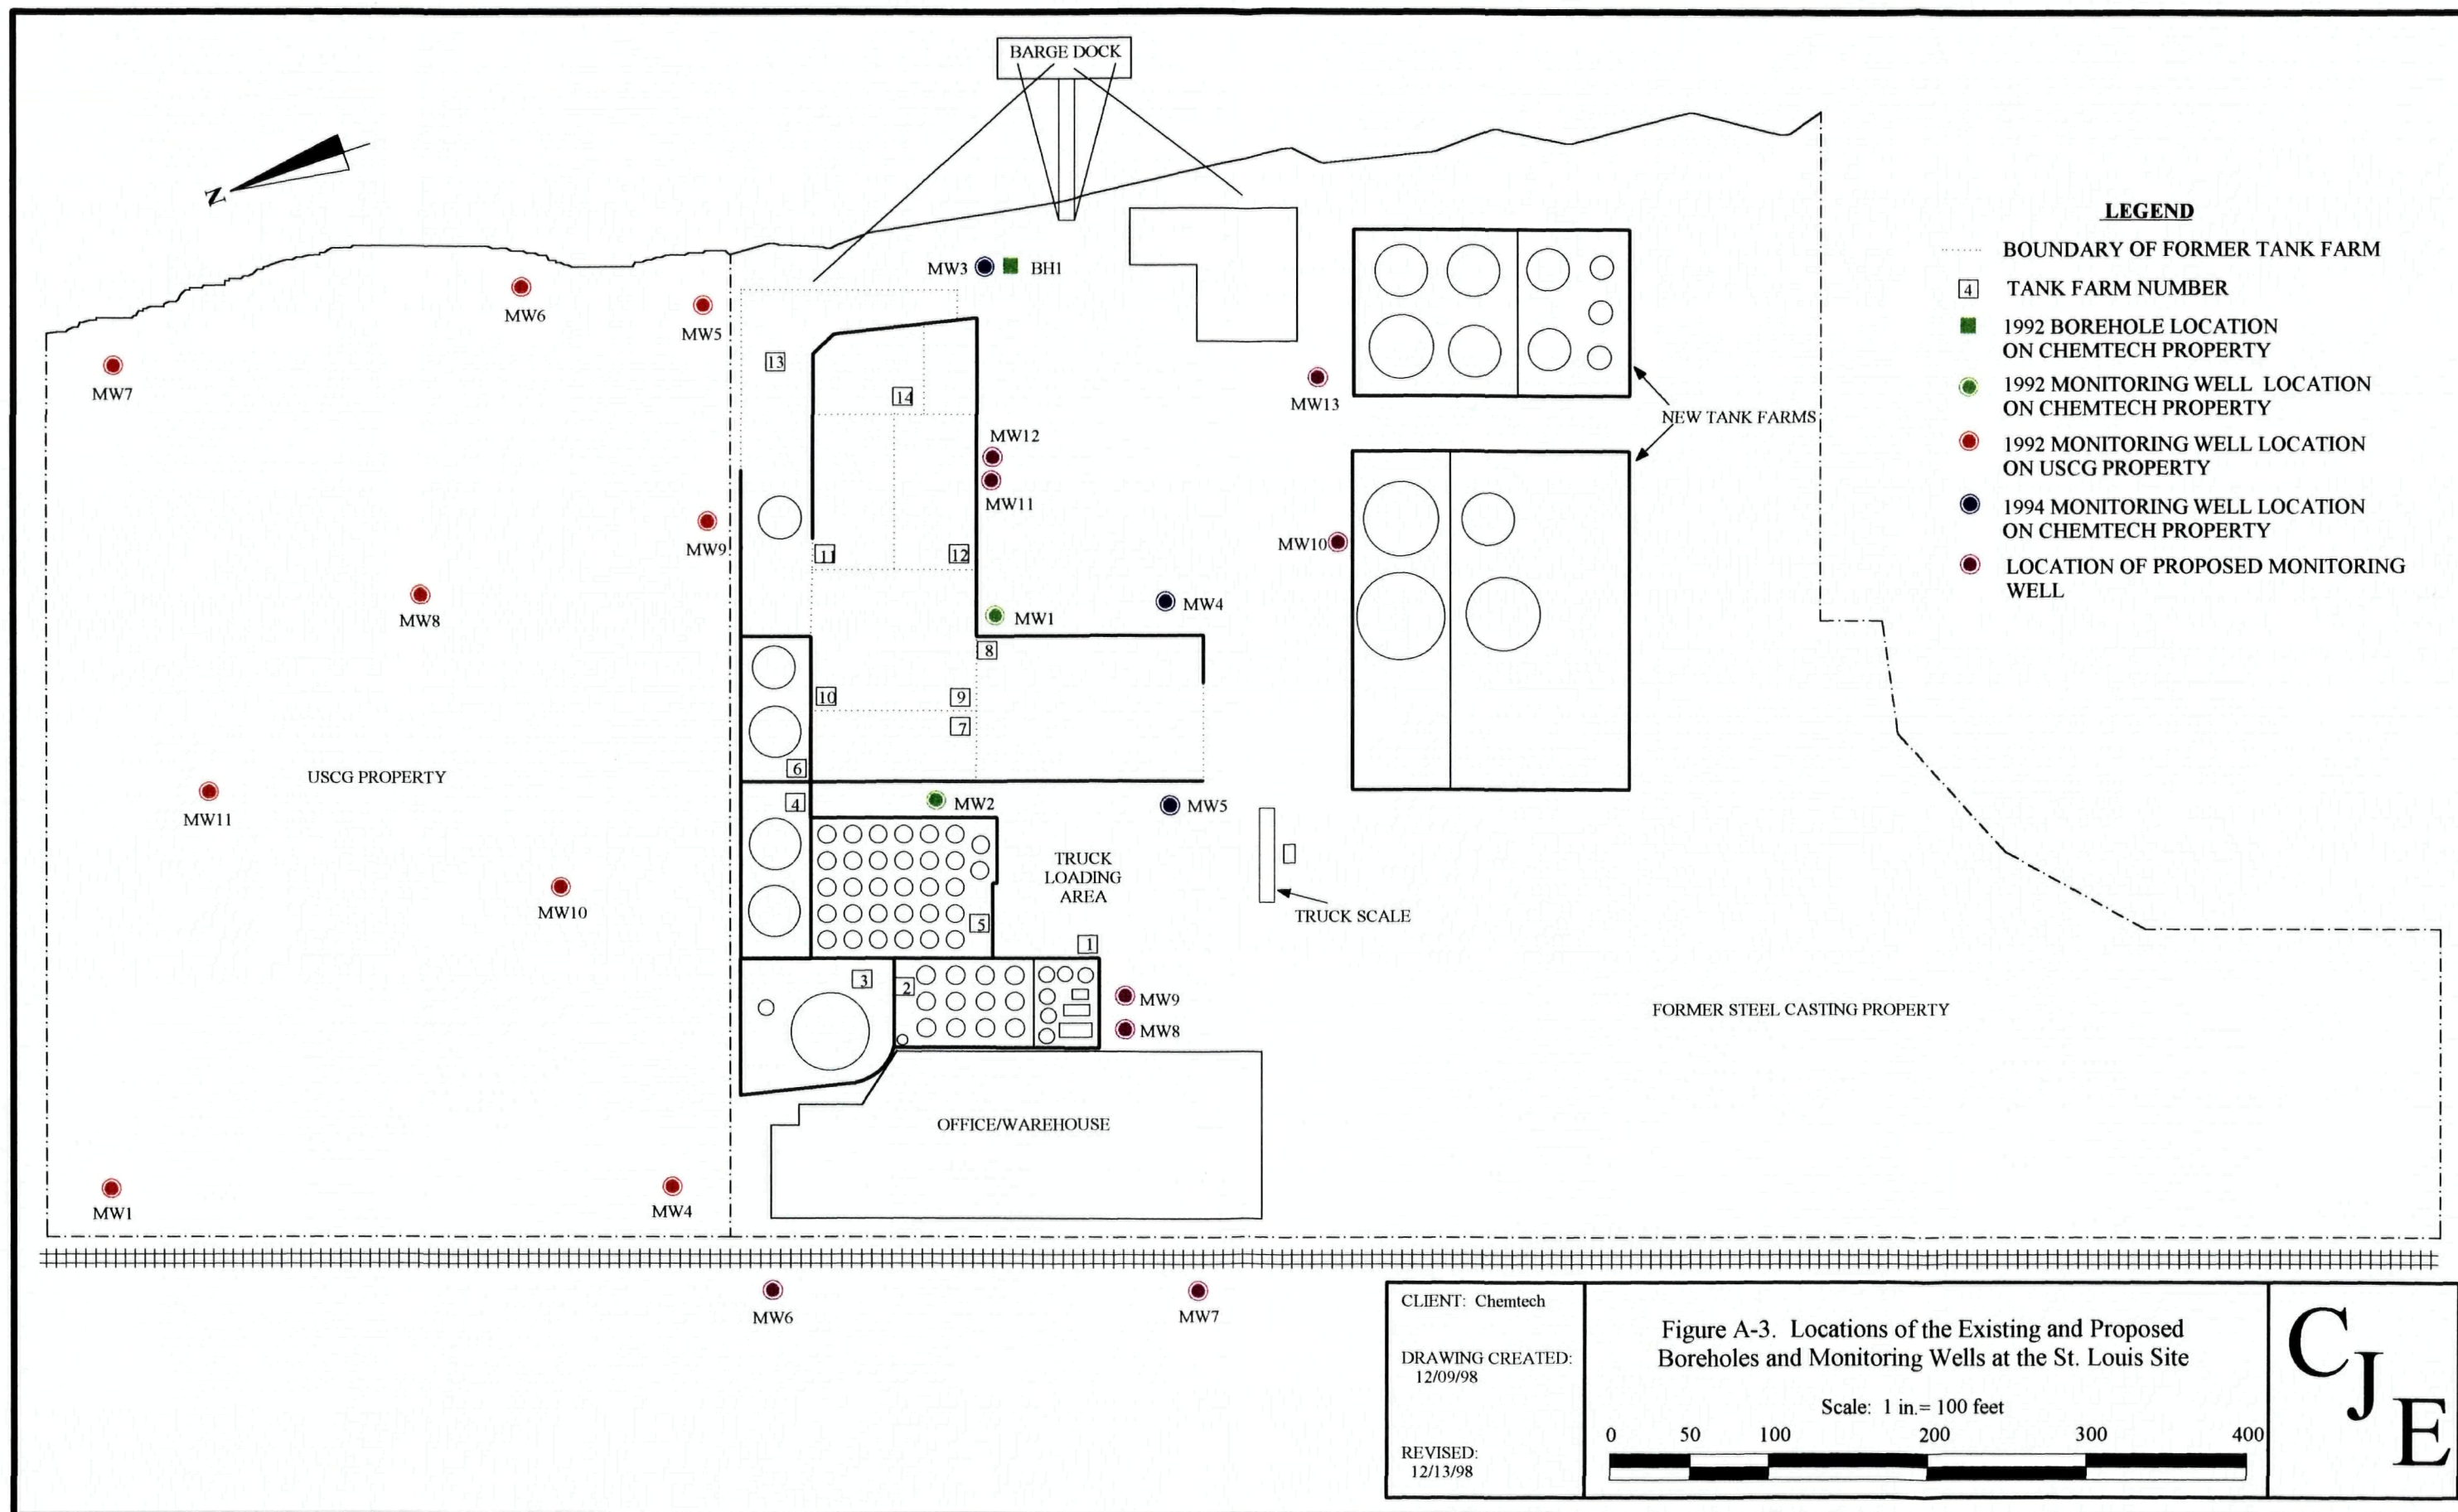 BARGE DOCK
N
LEGEND
BOUNDARY OF FORMER TANK FARM
4 TANK FARM NUMBER
1992 BOREHOLE LOCATION
ON CHEMTECH PROPERTY
1992 MONITORING WELL LOCATION
ON CHEMTECH PROPERTY
1992 MONITORING WELL LOCATION
ON USCG PROPERTY
1994 MONITORING WELL LOCATION
ON CHEMTECH PROPERTY
LOCATION OF PROPOSED MONITORING
WELL
MW3
BH1
MW6
MW5
MW7
13
14
MW13
NEW TANK FARMS
MW12
MW11
MW9
11
12
MW10
MW8
MW1
MW4
8
10
9
7
6
USCG PROPERTY
4
MW2
MW5
MW11
TRUCK
LOADING
AREA
MW10
5
TRUCK SCALE
1
3
2
MW9
MW8
FORMER STEEL CASTING PROPERTY
OFFICE/WAREHOUSE
MW1
MW4
MW6
MW7
CLIENT: Chemtech
DRAWING CREATED:
12/09/98
REVISED:
12/13/98
Figure A-3. Locations of the Existing and Proposed
Boreholes and Monitoring Wells at the St. Louis Site
Scale: 1 in.= 100 feet
0 50 100 200 300 400
CJE